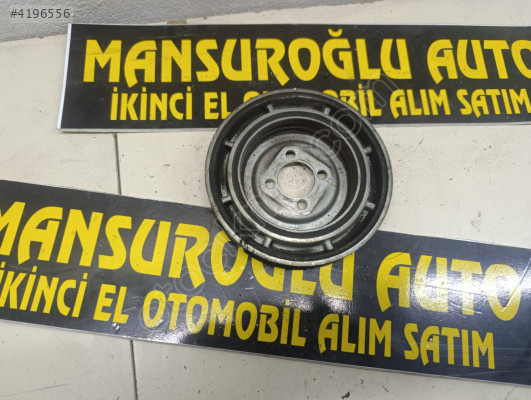 #4196556
MANSUROĞLU AUTO
İKİNCİ EL OTOMOBİL ALIM SATIM
MANSUROĞLU AUTO
İKİNCİ EL OTOMOBİL ALIM SATIM